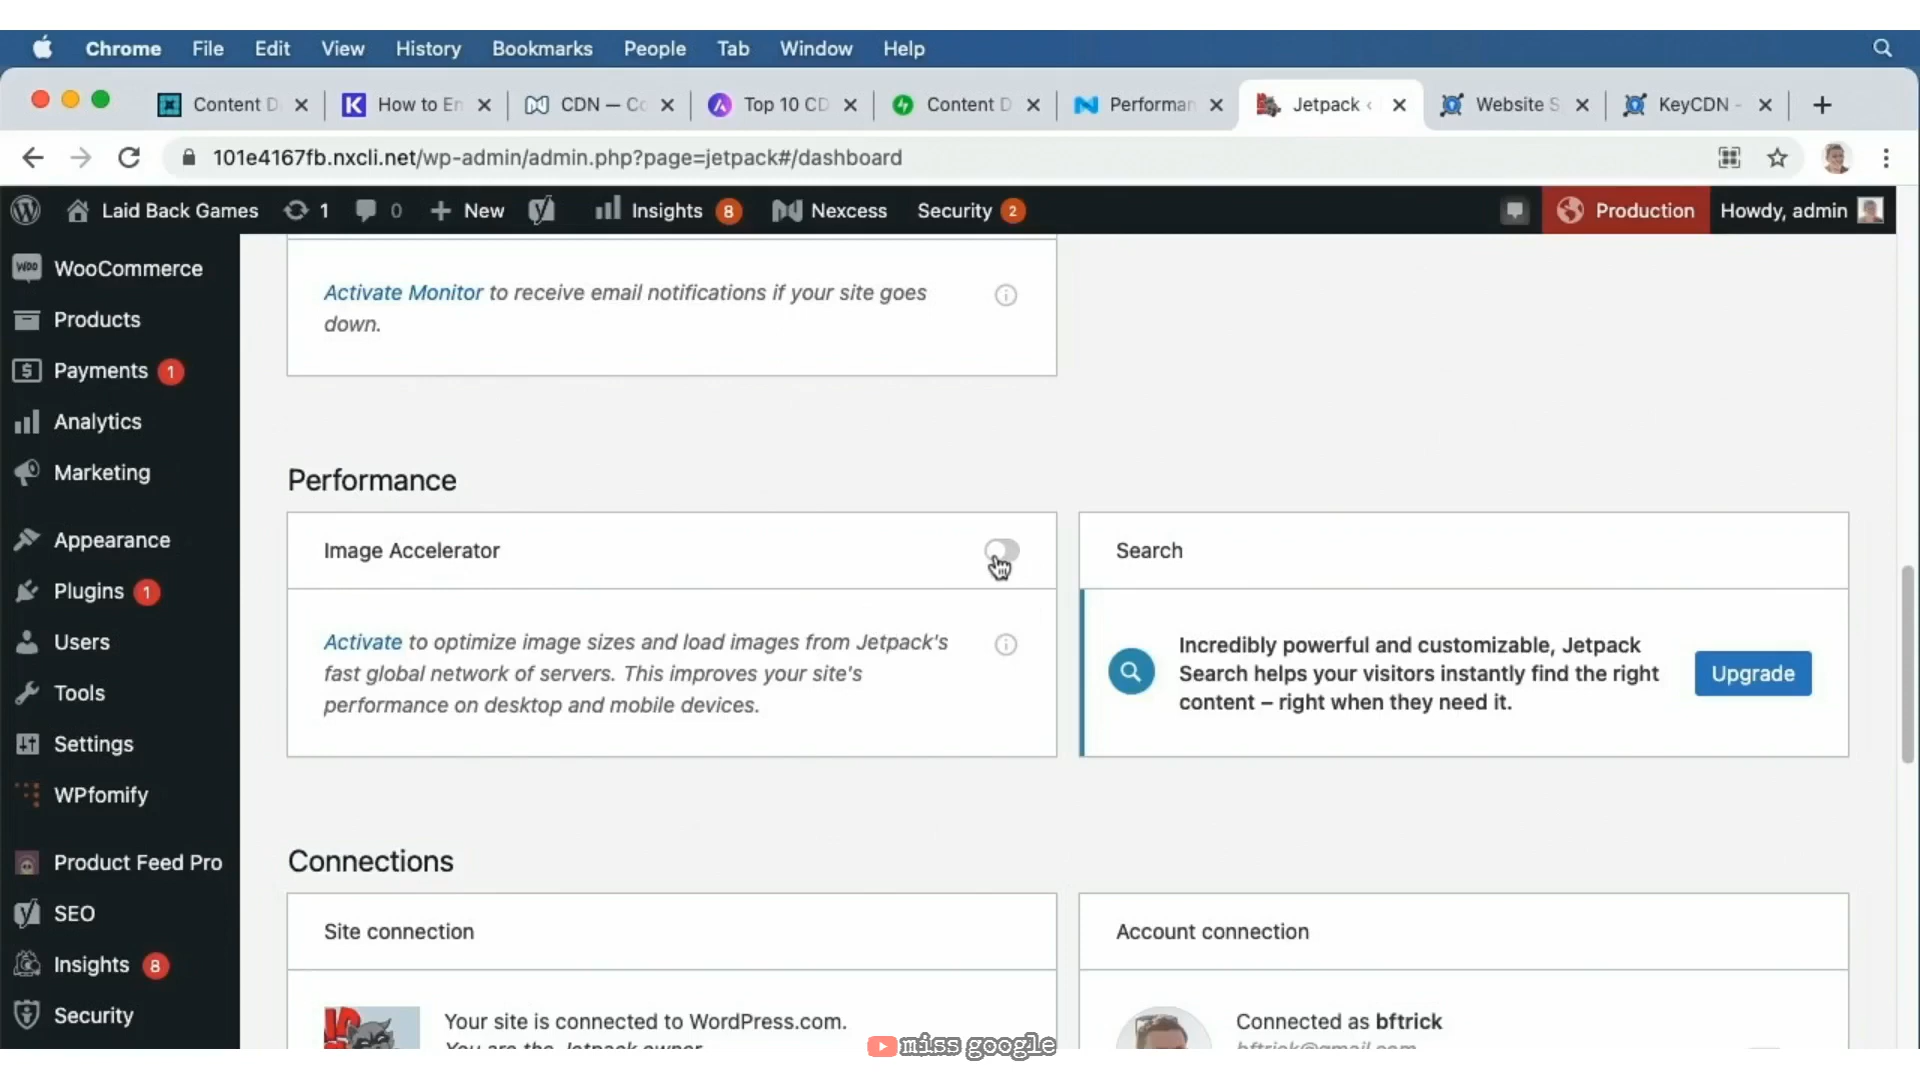 Chrome File Edit View History Bookmarks People Tab Window Help
Content D How to En CDN — Co Top 10 CD Content D Performan Jetpack ‹ Website S KeyCDN -
101e4167fb.nxcli.net/wp-admin/admin.php?page=jetpack#/dashboard
Laid Back Games 1 0 New Insights 8 Nexcess Security 2 Production Howdy, admin
WooCommerce
Products
Payments 1
Analytics
Marketing
Appearance
Plugins 1
Users
Tools
Settings
WPfomify
Product Feed Pro
SEO
Insights 8
Security
Activate Monitor to receive email notifications if your site goes
down.
Performance
Image Accelerator
Activate to optimize image sizes and load images from Jetpack's
fast global network of servers. This improves your site's
performance on desktop and mobile devices.
Search
Incredibly powerful and customizable, Jetpack
Search helps your visitors instantly find the right
content – right when they need it.
Upgrade
Connections
Site connection
Your site is connected to WordPress.com.
You are the Jetpack owner.
Account connection
Connected as bftrick
bftrick@gmail.com
miss google